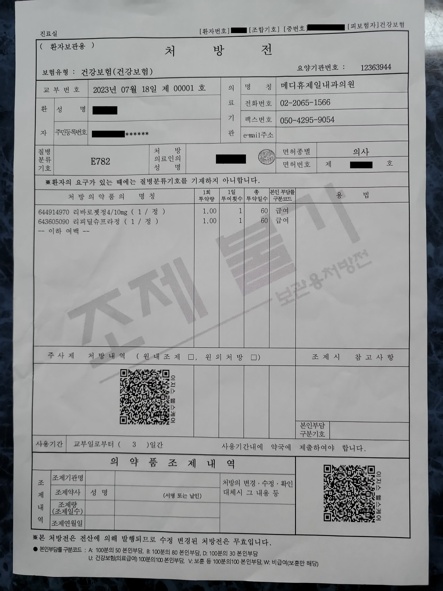 진료실 [환자번호] [조합기호] [증번호 [피보험자]건강보험
( 환자보관용 ) 처 방 전
보험유형 : 건강보험(건강보험) 요양기관번호 : 12363944
교 부 번 호 2023년 07월 18일 제 00001 호
의 료 기 관
명 칭 메디휴제일내과의원
전화번호 02-2065-1566
팩스번호 050-4295-9054
e-mail주소
환 자
성 명
주민등록번호 ******
질병 분류 기호 E782
처 방 의료인의 성 명
면허종별 의사
면허번호 제 호
※환자의 요구가 있는 때에는 질병분류기호를 기재하지 아니합니다.
처 방 의 약 품 의 명 칭 1회 투약량 1일 투여횟수 총 투약일수 본인 부담률 구분코드 용 법
644914970 리바로젯정4/10mg ( 1 / 정 ) 1.00 1 60 급여
643605090 리피딜슈프라정 ( 1 / 정 ) 1.00 1 60 급여
-- 이하 여백 --
조제 불가
보관용처방전
주 사 제 처 방 내 역 ( 원 내 조 제 □, 원 외 처 방 □ ) 조 제 시 참 고 사 항
본인부담 구분기호
사용기간 교부일로부터 ( 3 )일간 사용기간내에 약국에 제출하여야 합니다.
의 약 품 조 제 내 역
조 제 내 역
조제기관명
조제약사 성 명 (서명 또는 날인)
조제량 (조제일수)
조제년월일
처방의 변경·수정·확인 대체시 그 내용 등
※본 처방전은 전산에 의해 발행되므로 수정 변경된 처방전은 무효입니다.
● 본인부담률 구분코드 : A: 100분의 50 본인부담, B: 100분의 80 본인부담, D: 100분의 30 본인부담
U: 건강보험(의료급여) 100분의100 본인부담, V: 보훈 등 100분의100 본인부담, W: 비급여(보훈만 해당)